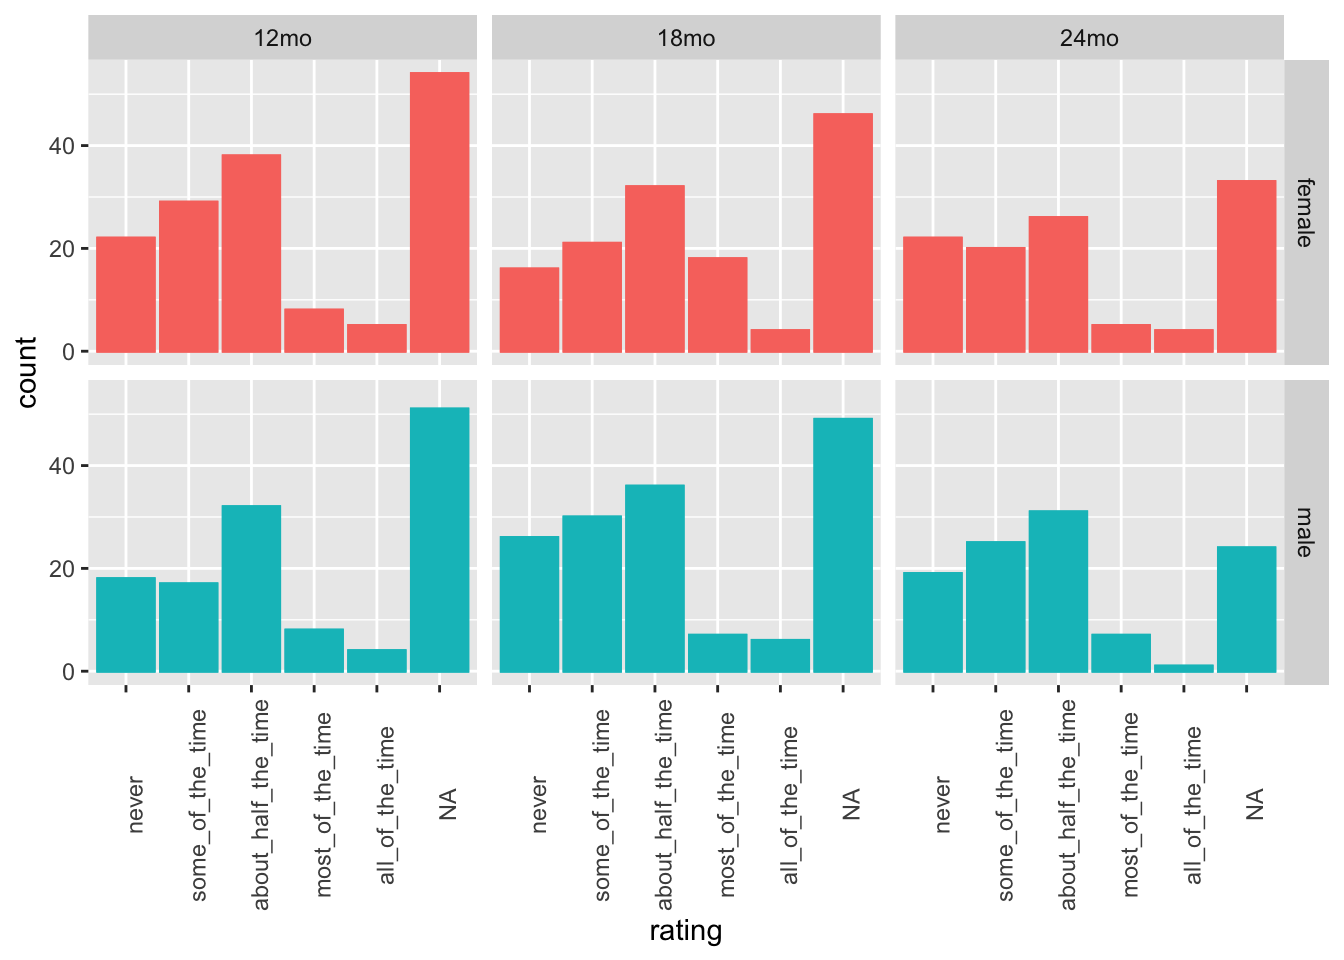 12mo
18mo
24mo
40
20
0
female
count
40
20
0
male
never
some_of_the_time
about_half_the_time
most_of_the_time
all_of_the_time
NA
never
some_of_the_time
about_half_the_time
most_of_the_time
all_of_the_time
NA
never
some_of_the_time
about_half_the_time
most_of_the_time
all_of_the_time
NA
rating